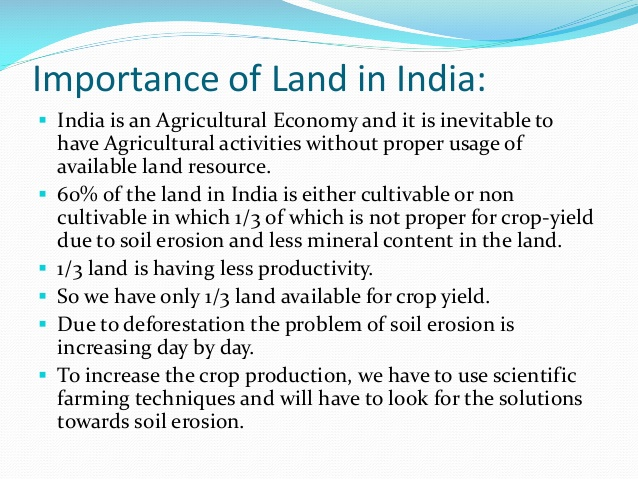 Importance of Land in India:
▪ India is an Agricultural Economy and it is inevitable to
have Agricultural activities without proper usage of
available land resource.
▪ 60% of the land in India is either cultivable or non
cultivable in which 1/3 of which is not proper for crop-yield
due to soil erosion and less mineral content in the land.
▪ 1/3 land is having less productivity.
▪ So we have only 1/3 land available for crop yield.
▪ Due to deforestation the problem of soil erosion is
increasing day by day.
▪ To increase the crop production, we have to use scientific
farming techniques and will have to look for the solutions
towards soil erosion.